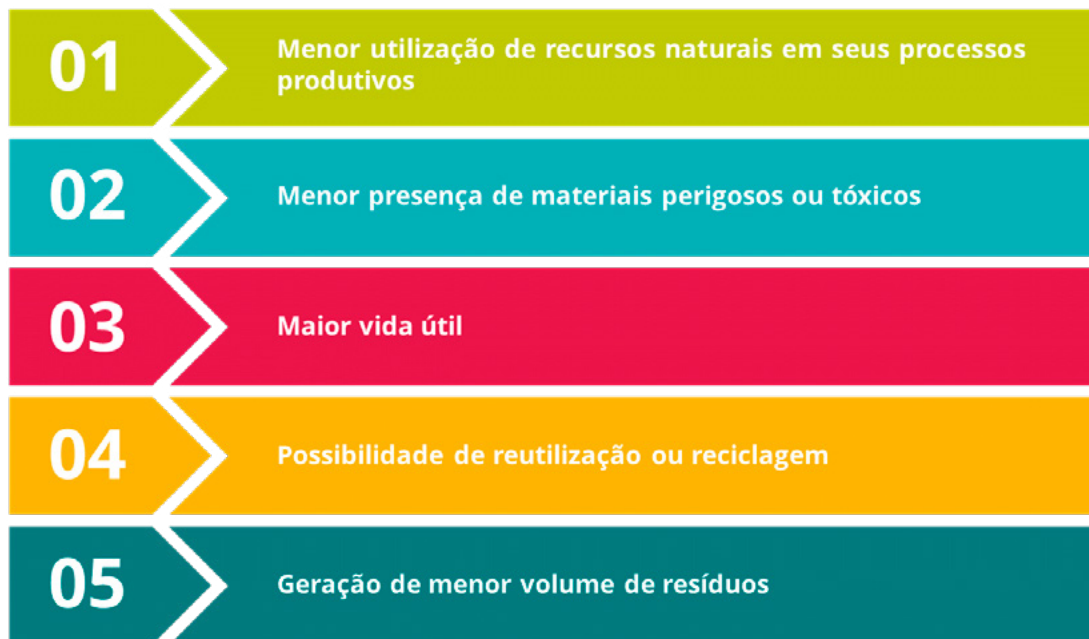 01
Menor utilização de recursos naturais em seus processos
produtivos
02
Menor presença de materiais perigosos ou tóxicos
03
Maior vida útil
04
Possibilidade de reutilização ou reciclagem
05
Geração de menor volume de resíduos